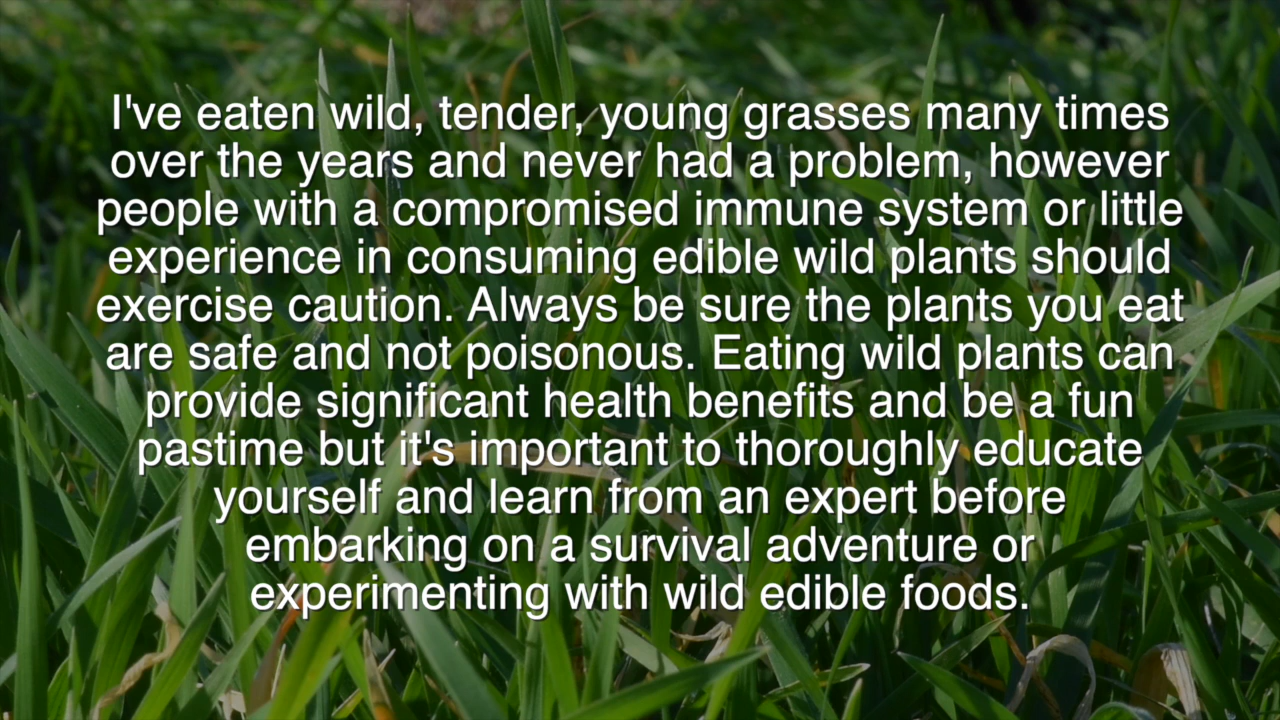 I've eaten wild, tender, young grasses many times
over the years and never had a problem, however
people with a compromised immune system or little
experience in consuming edible wild plants should
exercise caution. Always be sure the plants you eat
are safe and not poisonous. Eating wild plants can
provide significant health benefits and be a fun
pastime but it's important to thoroughly educate
yourself and learn from an expert before
embarking on a survival adventure or
experimenting with wild edible foods.